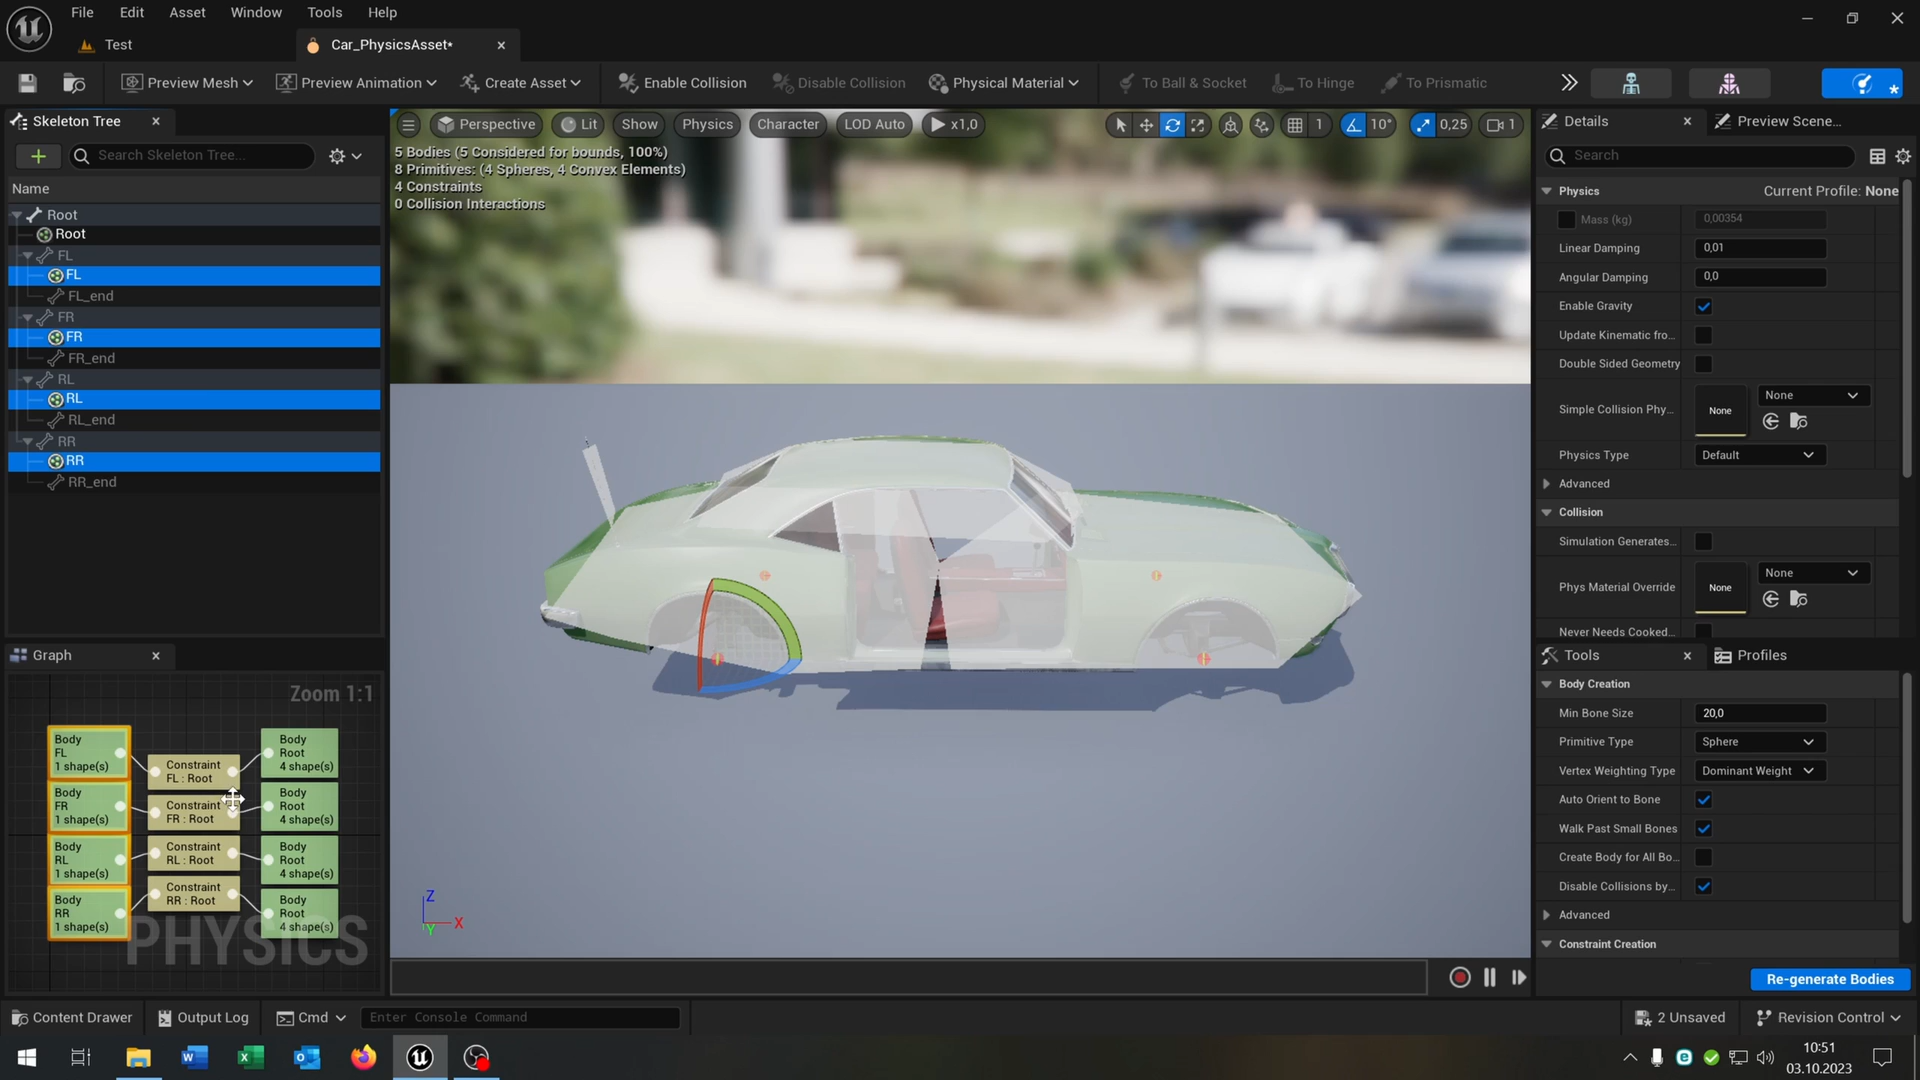 File Edit Asset Window Tools Help
Test
Car_PhysicsAsset*
Preview Mesh
Preview Animation
Create Asset
Enable Collision
Disable Collision
Physical Material
To Ball & Socket
To Hinge
To Prismatic
Skeleton Tree
Search Skeleton Tree...
Name
Root
Root
FL
FL
FL_end
FR
FR
FR_end
RL
RL
RL_end
RR
RR
RR_end
Perspective
Lit
Show
Physics
Character
LOD Auto
x1,0
1
10°
0,25
1
5 Bodies (5 Considered for bounds, 100%)
8 Primitives: (4 Spheres, 4 Convex Elements)
4 Constraints
0 Collision Interactions
Z
X
Y
Graph
Zoom 1:1
Body
FL
1 shape(s)
Body
FR
1 shape(s)
Body
RL
1 shape(s)
Body
RR
1 shape(s)
Constraint
FL : Root
Constraint
FR : Root
Constraint
RL : Root
Constraint
RR : Root
Body
Root
4 shape(s)
Body
Root
4 shape(s)
Body
Root
4 shape(s)
Body
Root
4 shape(s)
PHYSICS
Details
Preview Scene...
Search
Physics
Current Profile: None
Mass (kg) 0,00354
Linear Damping 0,01
Angular Damping 0,0
Enable Gravity
Update Kinematic fro...
Double Sided Geometry
Simple Collision Phy... None None
Physics Type Default
Advanced
Collision
Simulation Generates...
Phys Material Override None None
Never Needs Cooked...
Tools
Profiles
Body Creation
Min Bone Size 20,0
Primitive Type Sphere
Vertex Weighting Type Dominant Weight
Auto Orient to Bone
Walk Past Small Bones
Create Body for All Bo...
Disable Collisions by...
Advanced
Constraint Creation
Re-generate Bodies
Content Drawer
Output Log
Cmd
Enter Console Command
2 Unsaved
Revision Control
10:51
03.10.2023